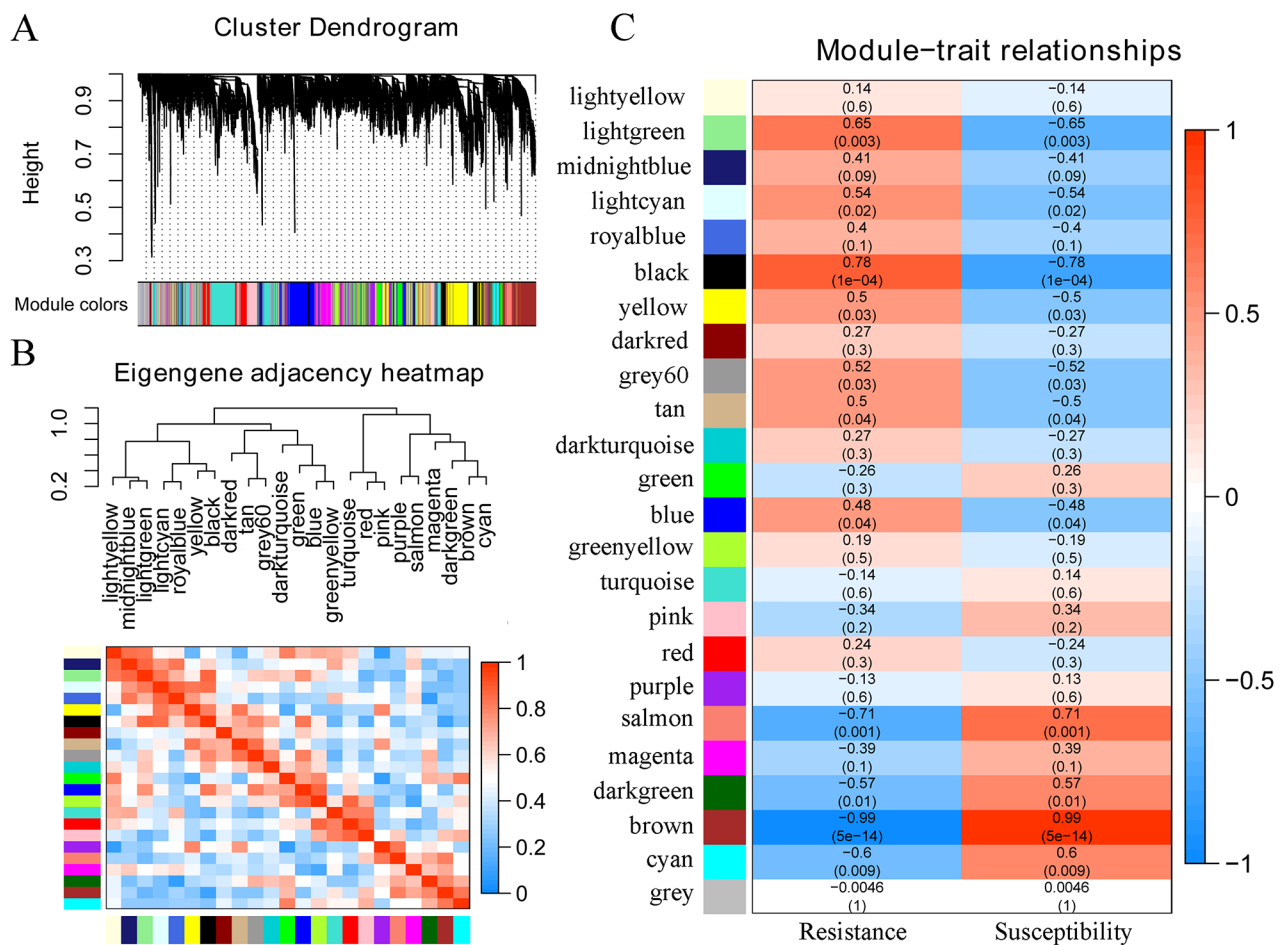 A
Cluster Dendrogram
Height
0.9
0.7
0.5
0.3
Module colors
B
Eigengene adjacency heatmap
1.0
0.2
lightyellow
midnightblue
lightgreen
lightcyan
royalblue
yellow
black
darkred
tan
grey60
darkturquoise
green
blue
greenyellow
turquoise
red
pink
purple
salmon
magenta
darkgreen
brown
cyan
1
0.8
0.6
0.4
0.2
0
C
Module−trait relationships
lightyellow 0.14 −0.14
(0.6) (0.6)
lightgreen 0.65 −0.65
(0.003) (0.003)
midnightblue 0.41 −0.41
(0.09) (0.09)
lightcyan 0.54 −0.54
(0.02) (0.02)
royalblue 0.4 −0.4
(0.1) (0.1)
black 0.78 −0.78
(1e−04) (1e−04)
yellow 0.5 −0.5
(0.03) (0.03)
darkred 0.27 −0.27
(0.3) (0.3)
grey60 0.52 −0.52
(0.03) (0.03)
tan 0.5 −0.5
(0.04) (0.04)
darkturquoise 0.27 −0.27
(0.3) (0.3)
green −0.26 0.26
(0.3) (0.3)
blue 0.48 −0.48
(0.04) (0.04)
greenyellow 0.19 −0.19
(0.5) (0.5)
turquoise −0.14 0.14
(0.6) (0.6)
pink −0.34 0.34
(0.2) (0.2)
red 0.24 −0.24
(0.3) (0.3)
purple −0.13 0.13
(0.6) (0.6)
salmon −0.71 0.71
(0.001) (0.001)
magenta −0.39 0.39
(0.1) (0.1)
darkgreen −0.57 0.57
(0.01) (0.01)
brown −0.99 0.99
(5e−14) (5e−14)
cyan −0.6 0.6
(0.009) (0.009)
grey −0.0046 0.0046
(1) (1)
Resistance Susceptibility
1
0.5
0
−0.5
−1